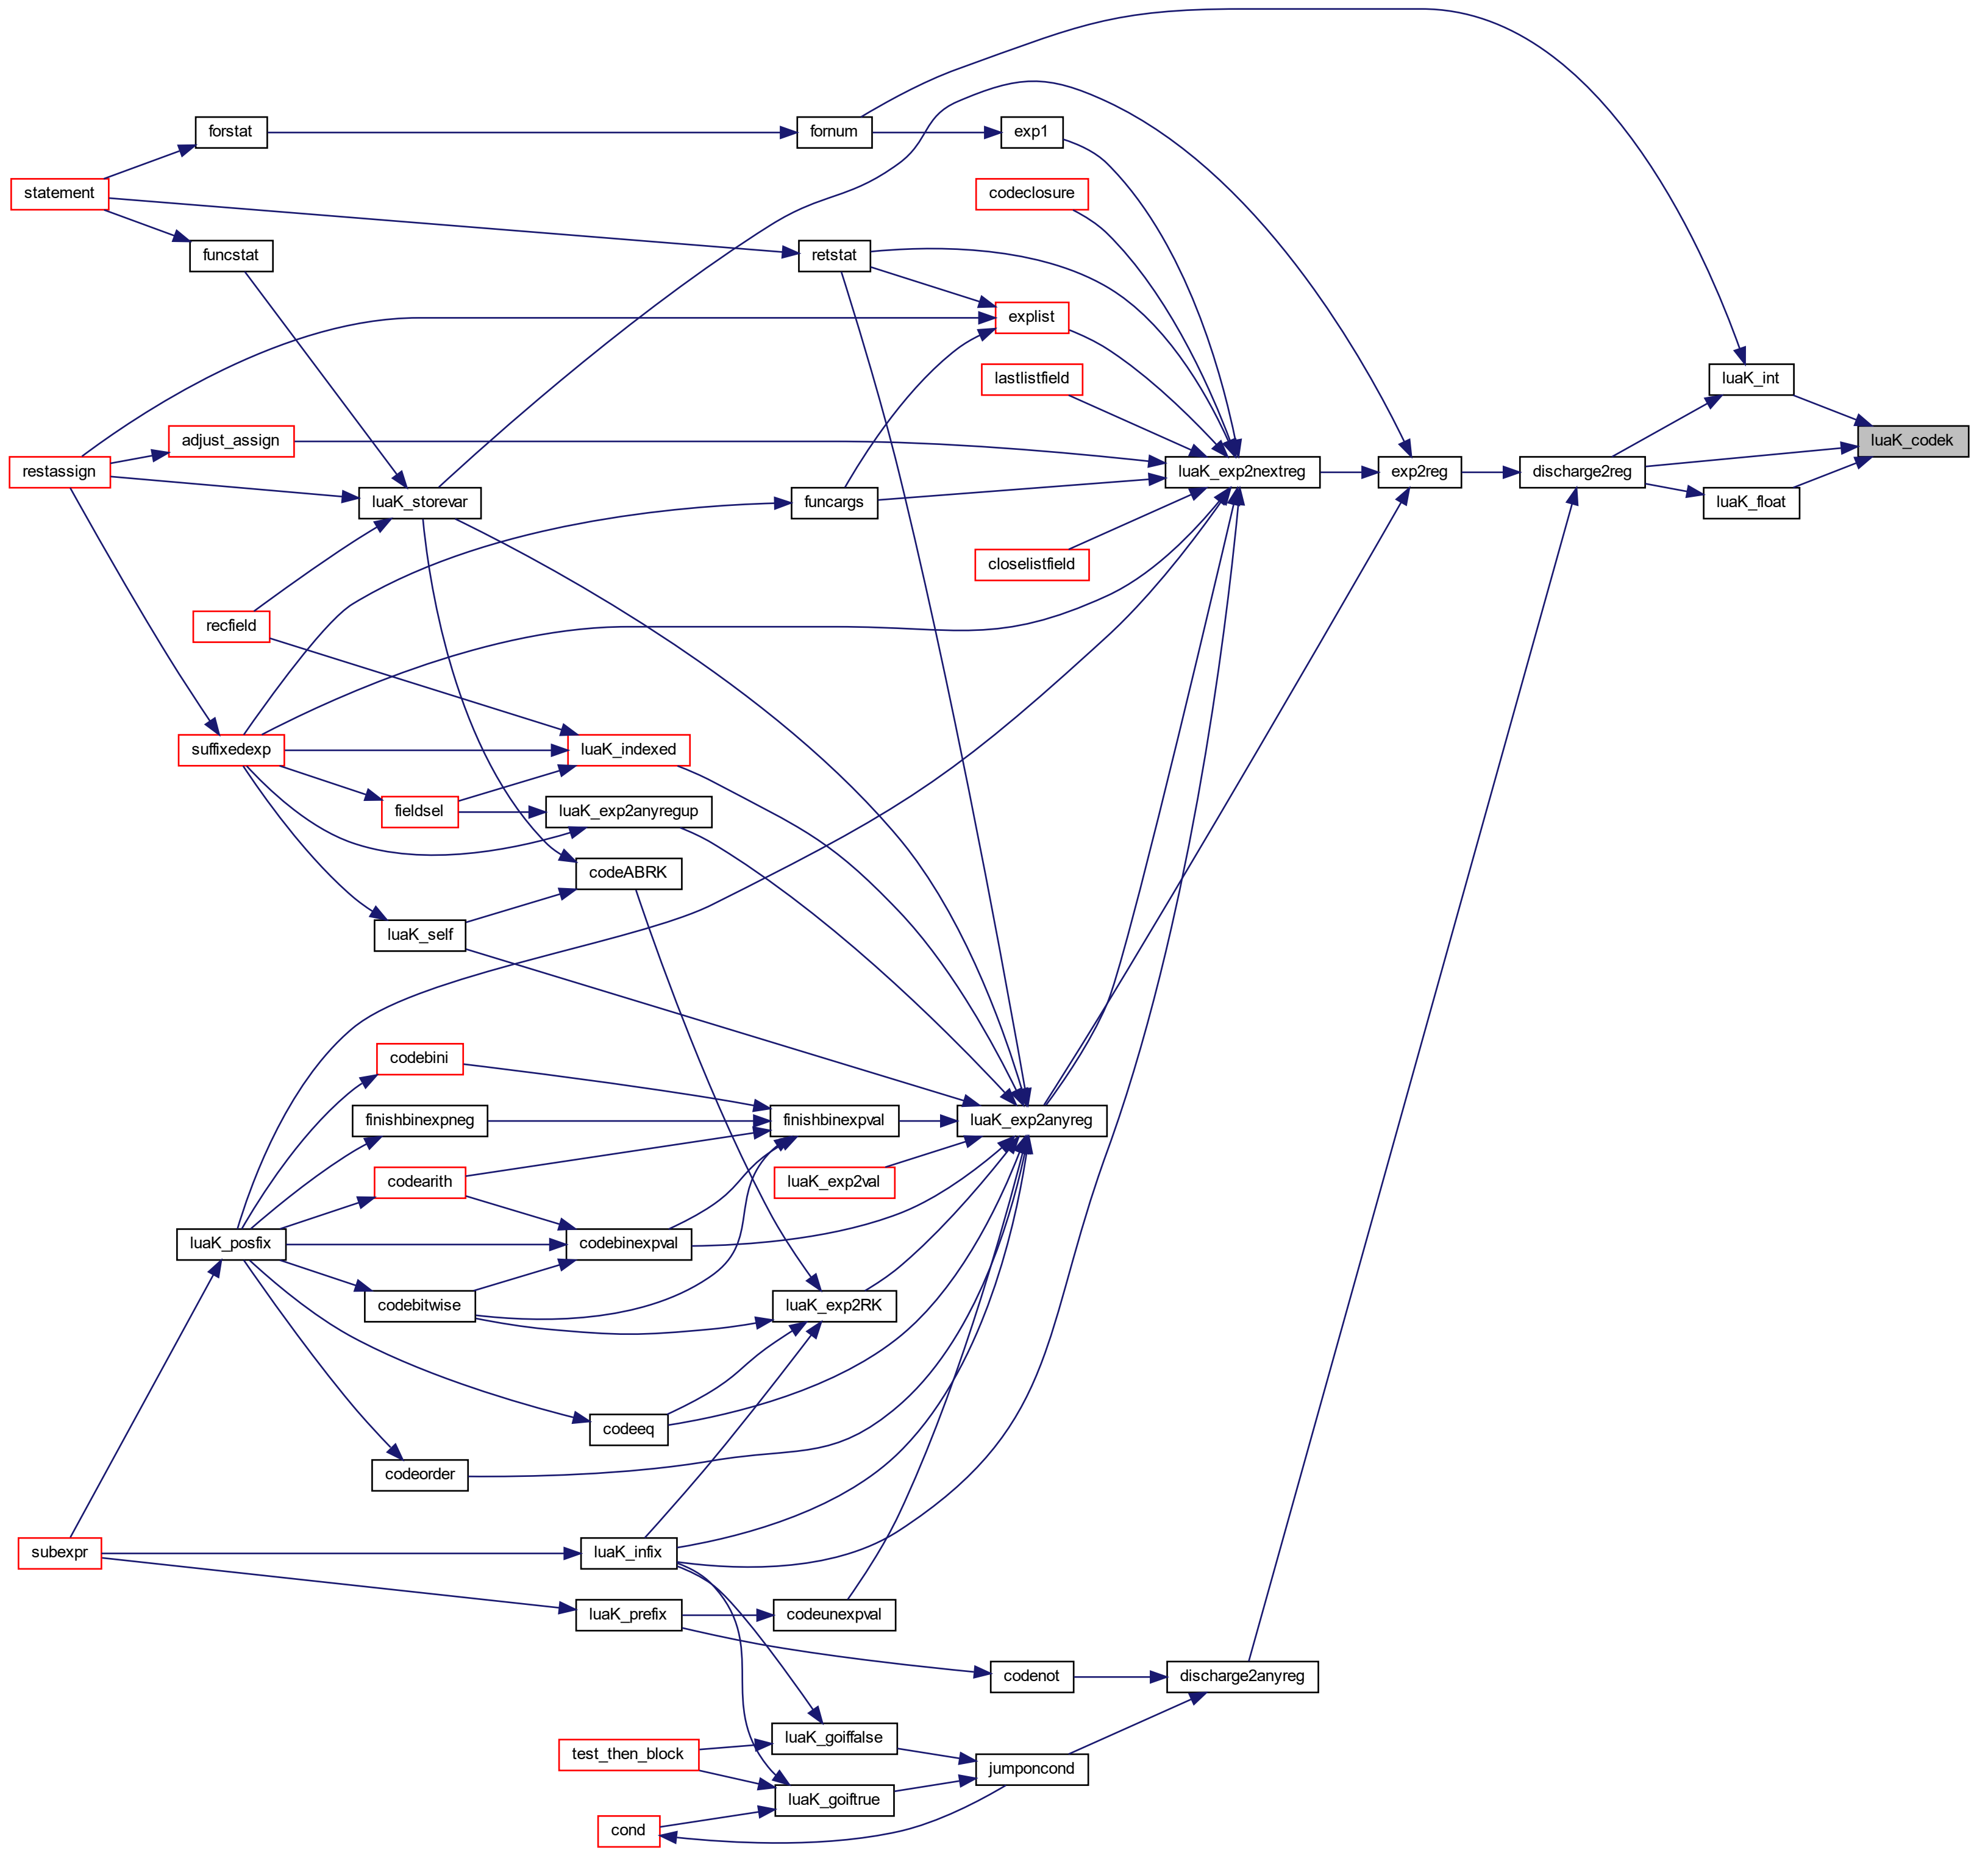 forstat
fornum
exp1
statement
codeclosure
funcstat
retstat
explist
lastlistfield
luaK_int
adjust_assign
luaK_codek
restassign
luaK_exp2nextreg
exp2reg
discharge2reg
luaK_storevar
funcargs
luaK_float
closelistfield
recfield
suffixedexp
luaK_indexed
fieldsel
luaK_exp2anyregup
codeABRK
luaK_self
codebini
finishbinexpneg
finishbinexpval
luaK_exp2anyreg
codearith
luaK_exp2val
luaK_posfix
codebinexpval
codebitwise
luaK_exp2RK
codeeq
codeorder
subexpr
luaK_infix
luaK_prefix
codeunexpval
codenot
discharge2anyreg
luaK_goiffalse
test_then_block
jumponcond
luaK_goiftrue
cond